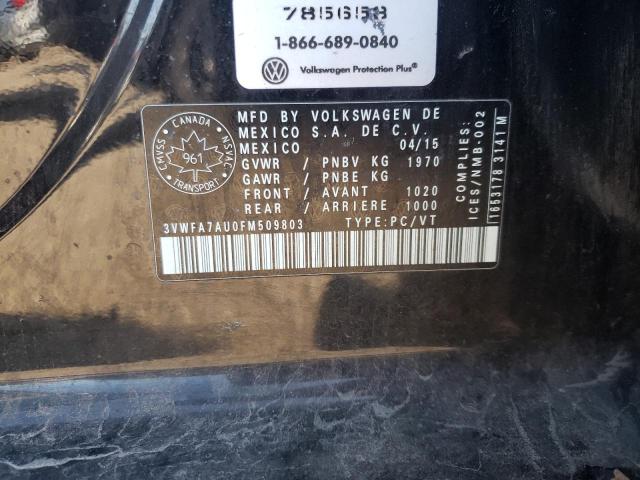 785658
1-866-689-0840
Volkswagen Protection Plus®
CANADA
CMVSS
NSVAC
961
TRANSPORT
MFD BY VOLKSWAGEN DE
MEXICO S.A. DE C.V.
MEXICO 04/15
GVWR / PNBV KG 1970
GAWR / PNBE KG
FRONT / AVANT 1020
REAR / ARRIERE 1000
3VWFA7AU0FM509803 TYPE:PC/VT
COMPLIES:
ICES/NMB-002
1653178 3141 M